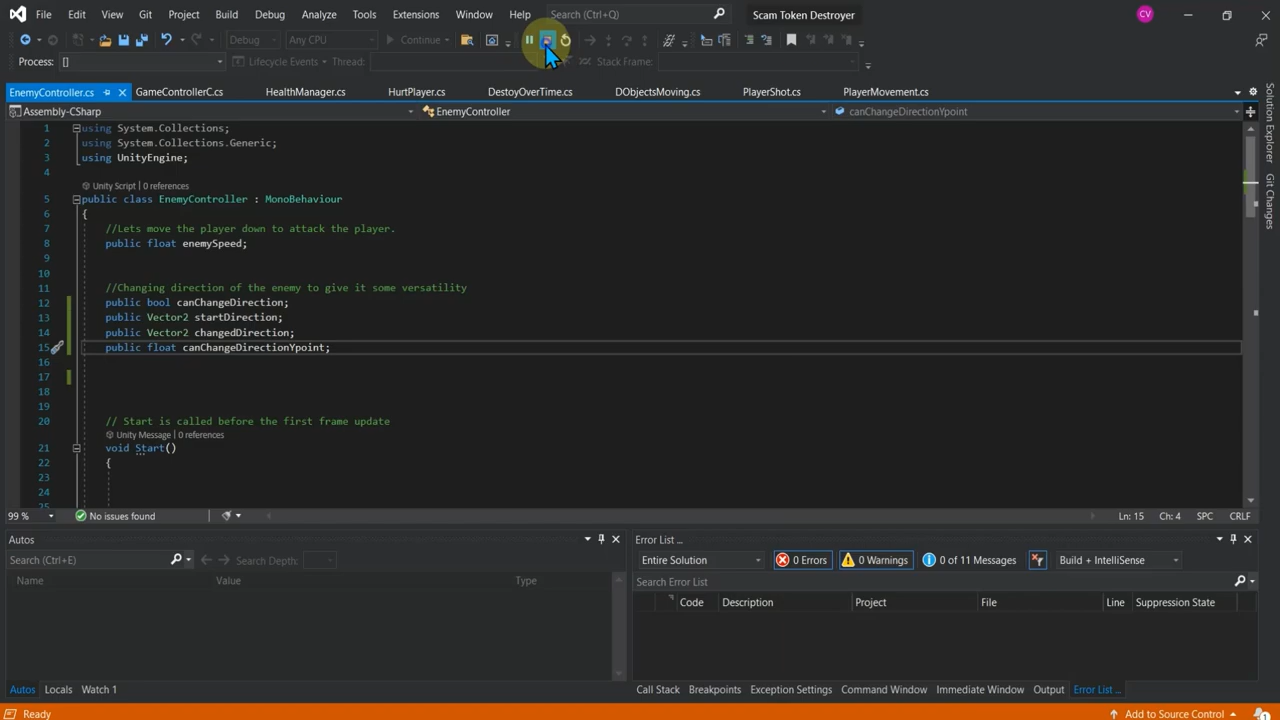 File Edit View Git Project Build Debug Test Analyze Tools Extensions Window Help Search (Ctrl+Q) Scam Token Destroyer CV
Debug Any CPU Continue
Process: [] Lifecycle Events Thread: Stack Frame:
EnemyController.cs GameControllerC.cs HealthManager.cs HurtPlayer.cs DestoyOverTime.cs DObjectsMoving.cs PlayerShot.cs PlayerMovement.cs
Assembly-CSharp EnemyController canChangeDirectionYpoint
1 using System.Collections;
2 using System.Collections.Generic;
3 using UnityEngine;
4
Unity Script | 0 references
5 public class EnemyController : MonoBehaviour
6 {
7 //Lets move the player down to attack the player.
8 public float enemySpeed;
9
10
11 //Changing direction of the enemy to give it some versatility
12 public bool canChangeDirection;
13 public Vector2 startDirection;
14 public Vector2 changedDirection;
15 public float canChangeDirectionYpoint;
16
17
18
19
20 // Start is called before the first frame update
Unity Message | 0 references
21 void Start()
22 {
23
24
25
99 % No issues found Ln: 15 Ch: 4 SPC CRLF
Solution Explorer
Git Changes
Autos
Search (Ctrl+E) Search Depth:
Name Value Type
Autos Locals Watch 1
Error List ...
Entire Solution 0 Errors 0 Warnings 0 of 11 Messages Build + IntelliSense
Search Error List
Code Description Project File Line Suppression State
Call Stack Breakpoints Exception Settings Command Window Immediate Window Output Error List ...
Ready Add to Source Control 1